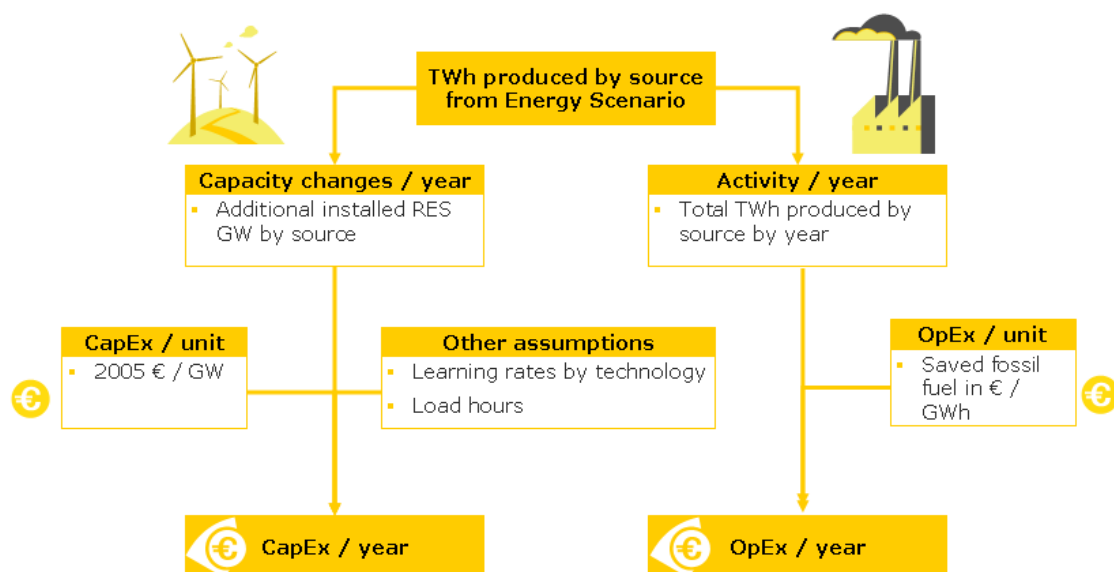 TWh produced by source
from Energy Scenario
Capacity changes / year
▪ Additional installed RES
GW by source
Activity / year
▪ Total TWh produced by
source by year
CapEx / unit
▪ 2005 € / GW
Other assumptions
▪ Learning rates by technology
▪ Load hours
OpEx / unit
▪ Saved fossil
fuel in € /
GWh
€
€
€ CapEx / year
€ OpEx / year